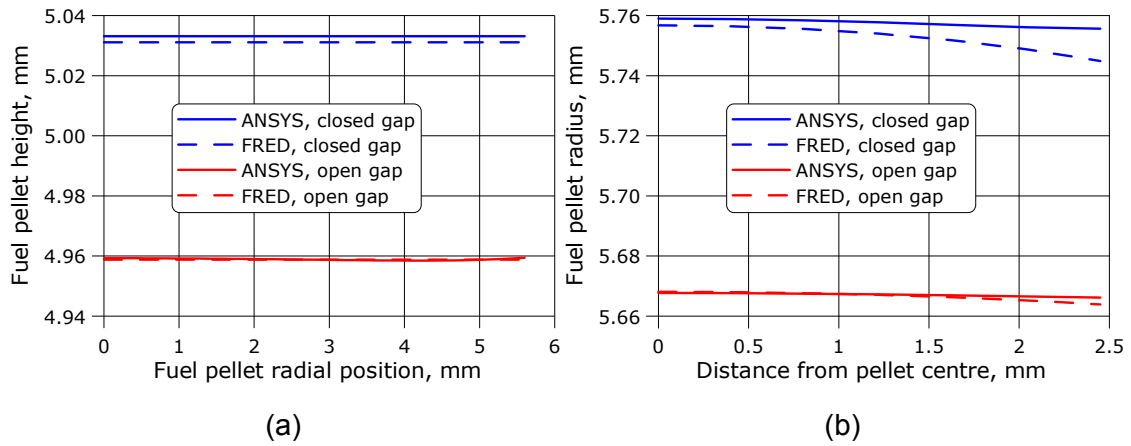 5.04
5.02
5.00
4.98
4.96
4.94
Fuel pellet height, mm
ANSYS, closed gap
FRED, closed gap
ANSYS, open gap
FRED, open gap
0 1 2 3 4 5 6
Fuel pellet radial position, mm
(a)
5.76
5.74
5.72
5.70
5.68
5.66
Fuel pellet radius, mm
ANSYS, closed gap
FRED, closed gap
ANSYS, open gap
FRED, open gap
0 0.5 1 1.5 2 2.5
Distance from pellet centre, mm
(b)